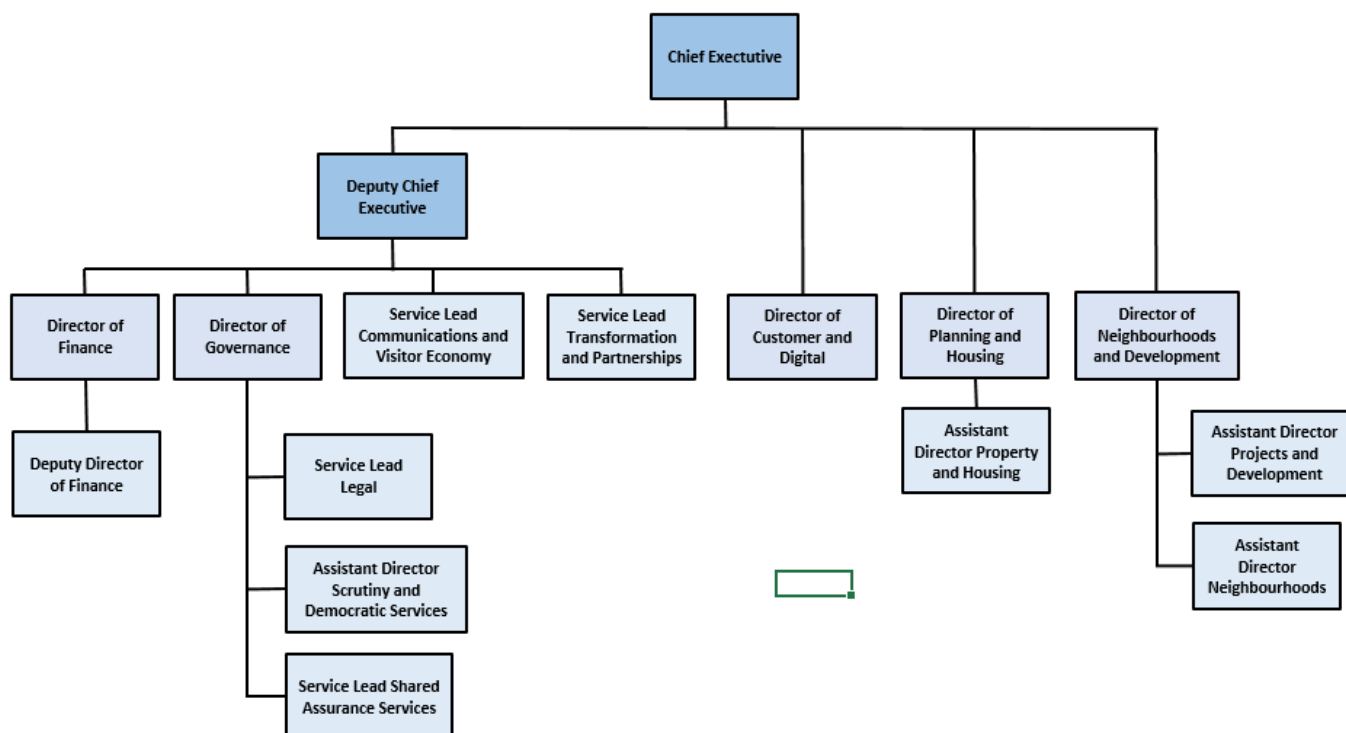 Chief Exectutive
Deputy Chief
Executive
Director of
Finance
Director of
Governance
Service Lead
Communications and
Visitor Economy
Service Lead
Transformation
and Partnerships
Director of
Customer and
Digital
Director of
Planning and
Housing
Director of
Neighbourhoods
and Development
Deputy Director
of Finance
Service Lead
Legal
Assistant Director
Scrutiny and
Democratic Services
Service Lead Shared
Assurance Services
Assistant
Director Property
and Housing
Assistant Director
Projects and
Development
Assistant
Director
Neighbourhoods